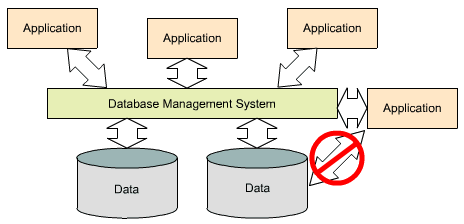 Application
Application
Application
Database Management System
Application
Data
Data